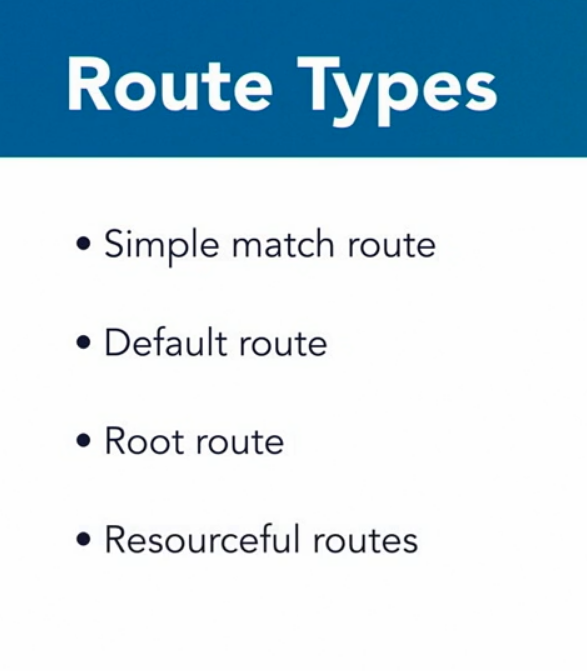 Route Types
• Simple match route
• Default route
• Root route
• Resourceful routes